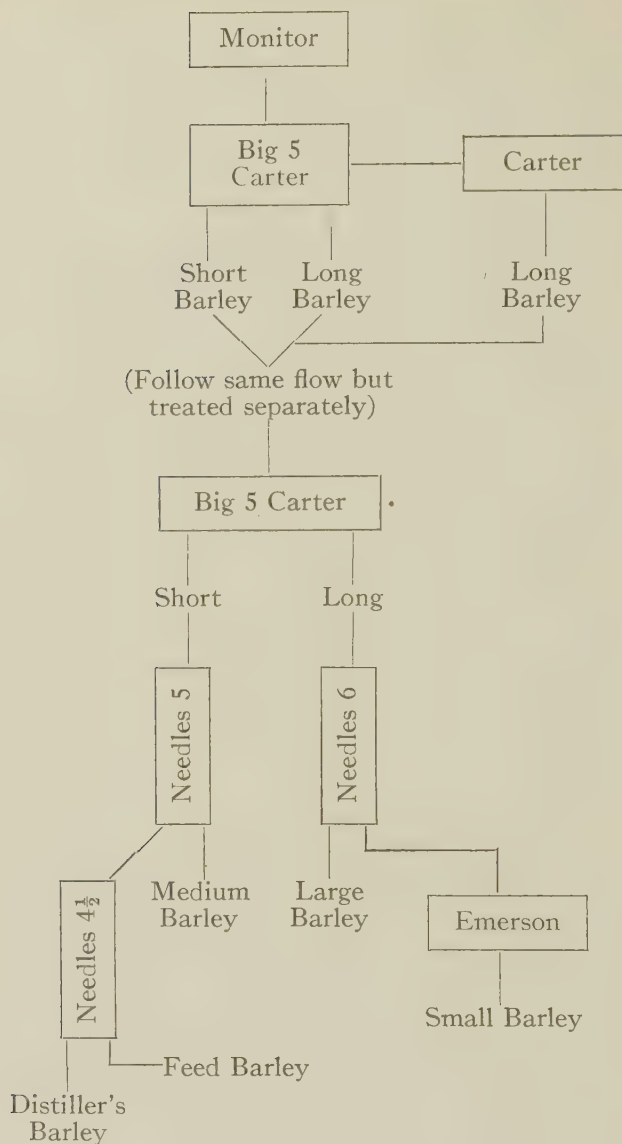 Monitor
Big 5
Carter
Carter
Short
Barley
Long
Barley
Long
Barley
(Follow same flow but
treated separately)
Big 5 Carter
Short
Long
Needles 5
Needles 6
Medium
Barley
Large
Barley
Needles 4½
Emerson
Small Barley
Feed Barley
Distiller's
Barley